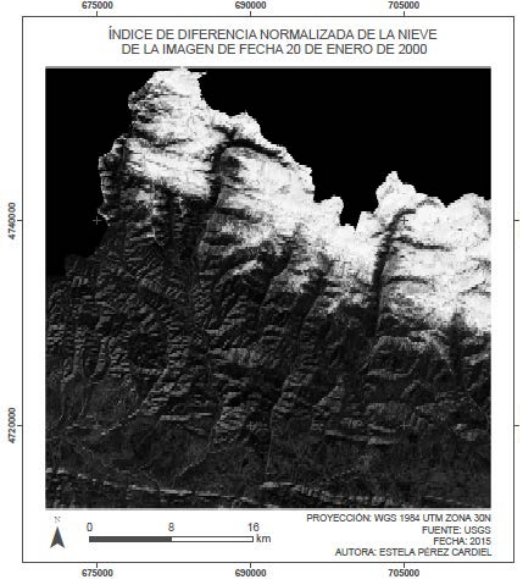 675000 690000 705000
ÍNDICE DE DIFERENCIA NORMALIZADA DE LA NIEVE
DE LA IMAGEN DE FECHA 20 DE ENERO DE 2000
4740000
4720000
N
0 8 16
km
PROYECCIÓN: WGS 1984 UTM ZONA 30N
FUENTE: USGS
FECHA: 2015
AUTORA: ESTELA PÉREZ CARDIEL
675000 690000 705000